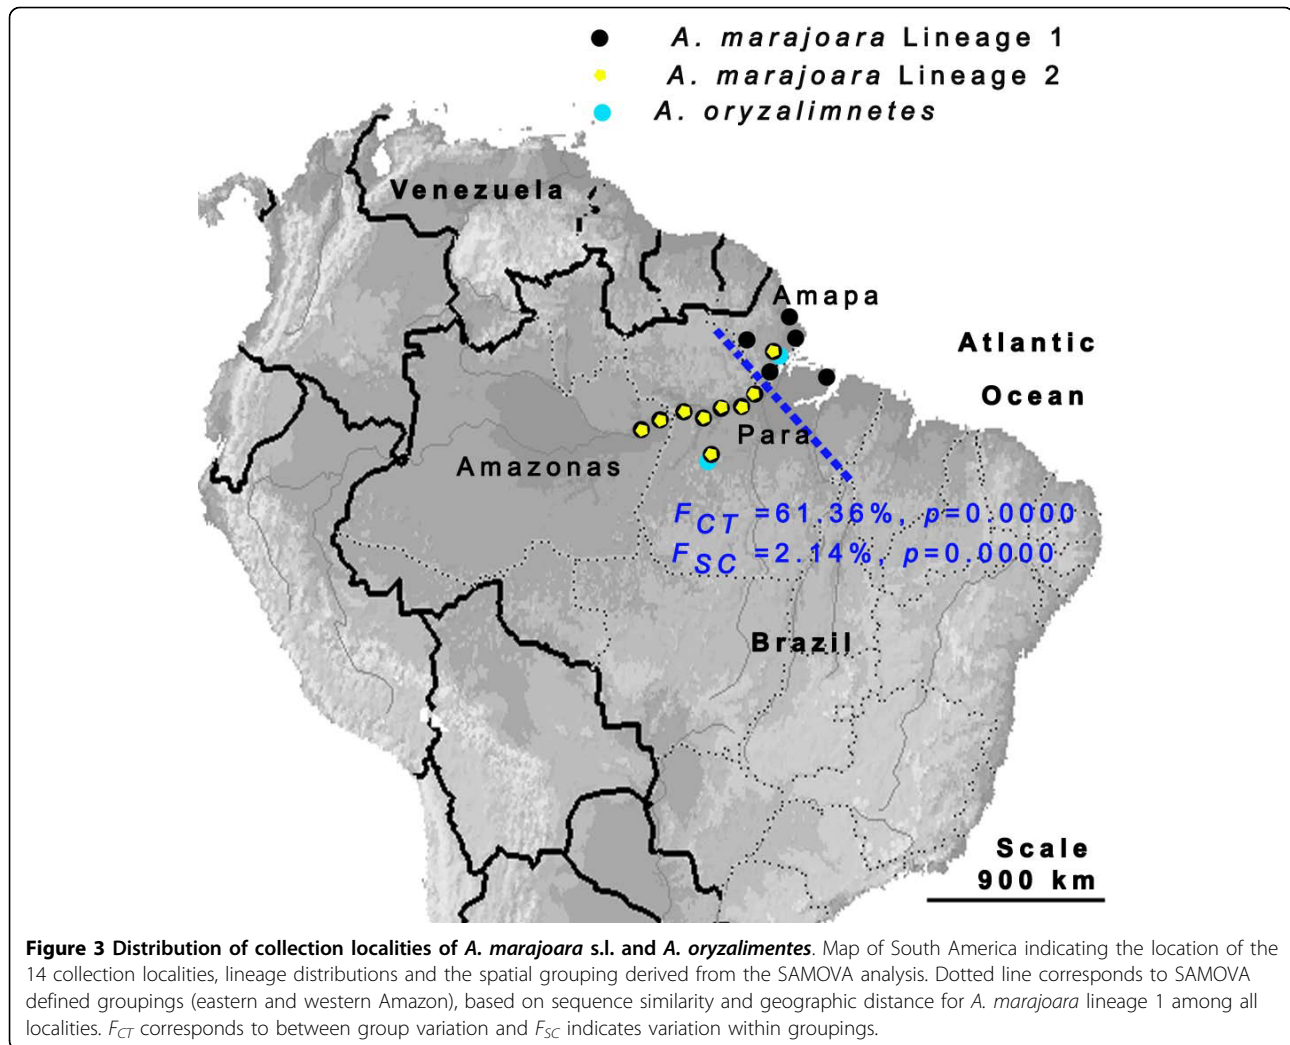 A. marajoara Lineage 1
A. marajoara Lineage 2
A. oryzalimnetes
Venezuela
Amapa
Atlantic
Ocean
Para
Amazonas
FCT =61.36%, p=0.0000
FSC =2.14%, p=0.0000
Brazil
Scale
900 km
Figure 3 Distribution of collection localities of A. marajoara s.l. and A. oryzalimentes. Map of South America indicating the location of the
14 collection localities, lineage distributions and the spatial grouping derived from the SAMOVA analysis. Dotted line corresponds to SAMOVA
defined groupings (eastern and western Amazon), based on sequence similarity and geographic distance for A. marajoara lineage 1 among all
localities. FCT corresponds to between group variation and FSC indicates variation within groupings.